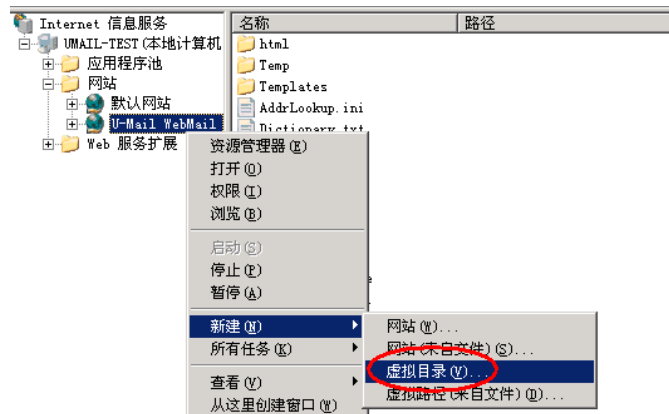 Internet 信息服务
名称
路径
UMAIL-TEST(本地计算机
应用程序池
网站
默认网站
U-Mail WebMail
Web 服务扩展
html
Temp
Templates
AddrLookup.ini
Dictionary.txt
资源管理器(E)
打开(O)
权限(I)
浏览(B)
启动(S)
停止(P)
暂停(A)
新建(N)
所有任务(K)
查看(V)
从这里创建窗口(W)
网站(W)...
网站(来自文件)(S)...
虚拟目录(V)...
虚拟路径(来自文件)(D)...